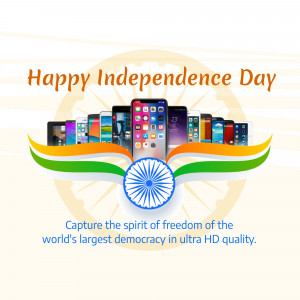 Happy Independence Day
Capture the spirit of freedom of the
world's largest democracy in ultra HD quality.